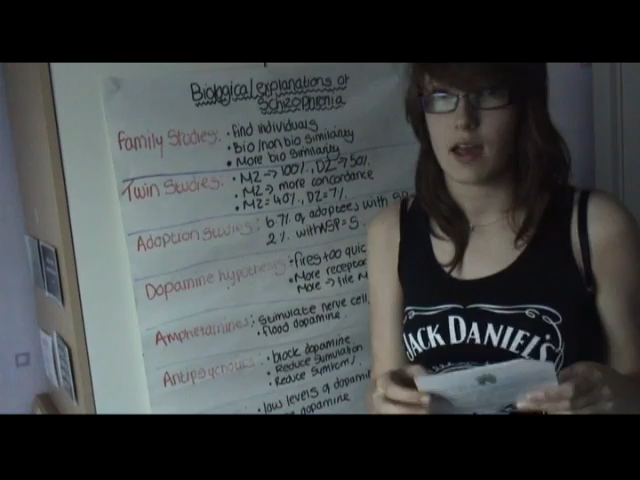 Biological explanations of
Schizophrenia
Family Studies: • find individuals
• Bio/non bio similarity
• More bio similarity
Twin Studies. • MZ → 100%, DZ → 50%
• MZ → more concordance
• MZ = 40%, DZ = 7%
Adoption studies: 6.7% of adoptees with
2% with = S.
Dopamine hypothesis: • fires too quic
• More receptor
More →
Amphetamines: stimulate nerve cell
• flood dopamine.
Antipsychotics • block dopamine
• Reduce stimulation
• Reduce symtoms
• low levels of dopamin
dopamine
JACK DANIEL'S